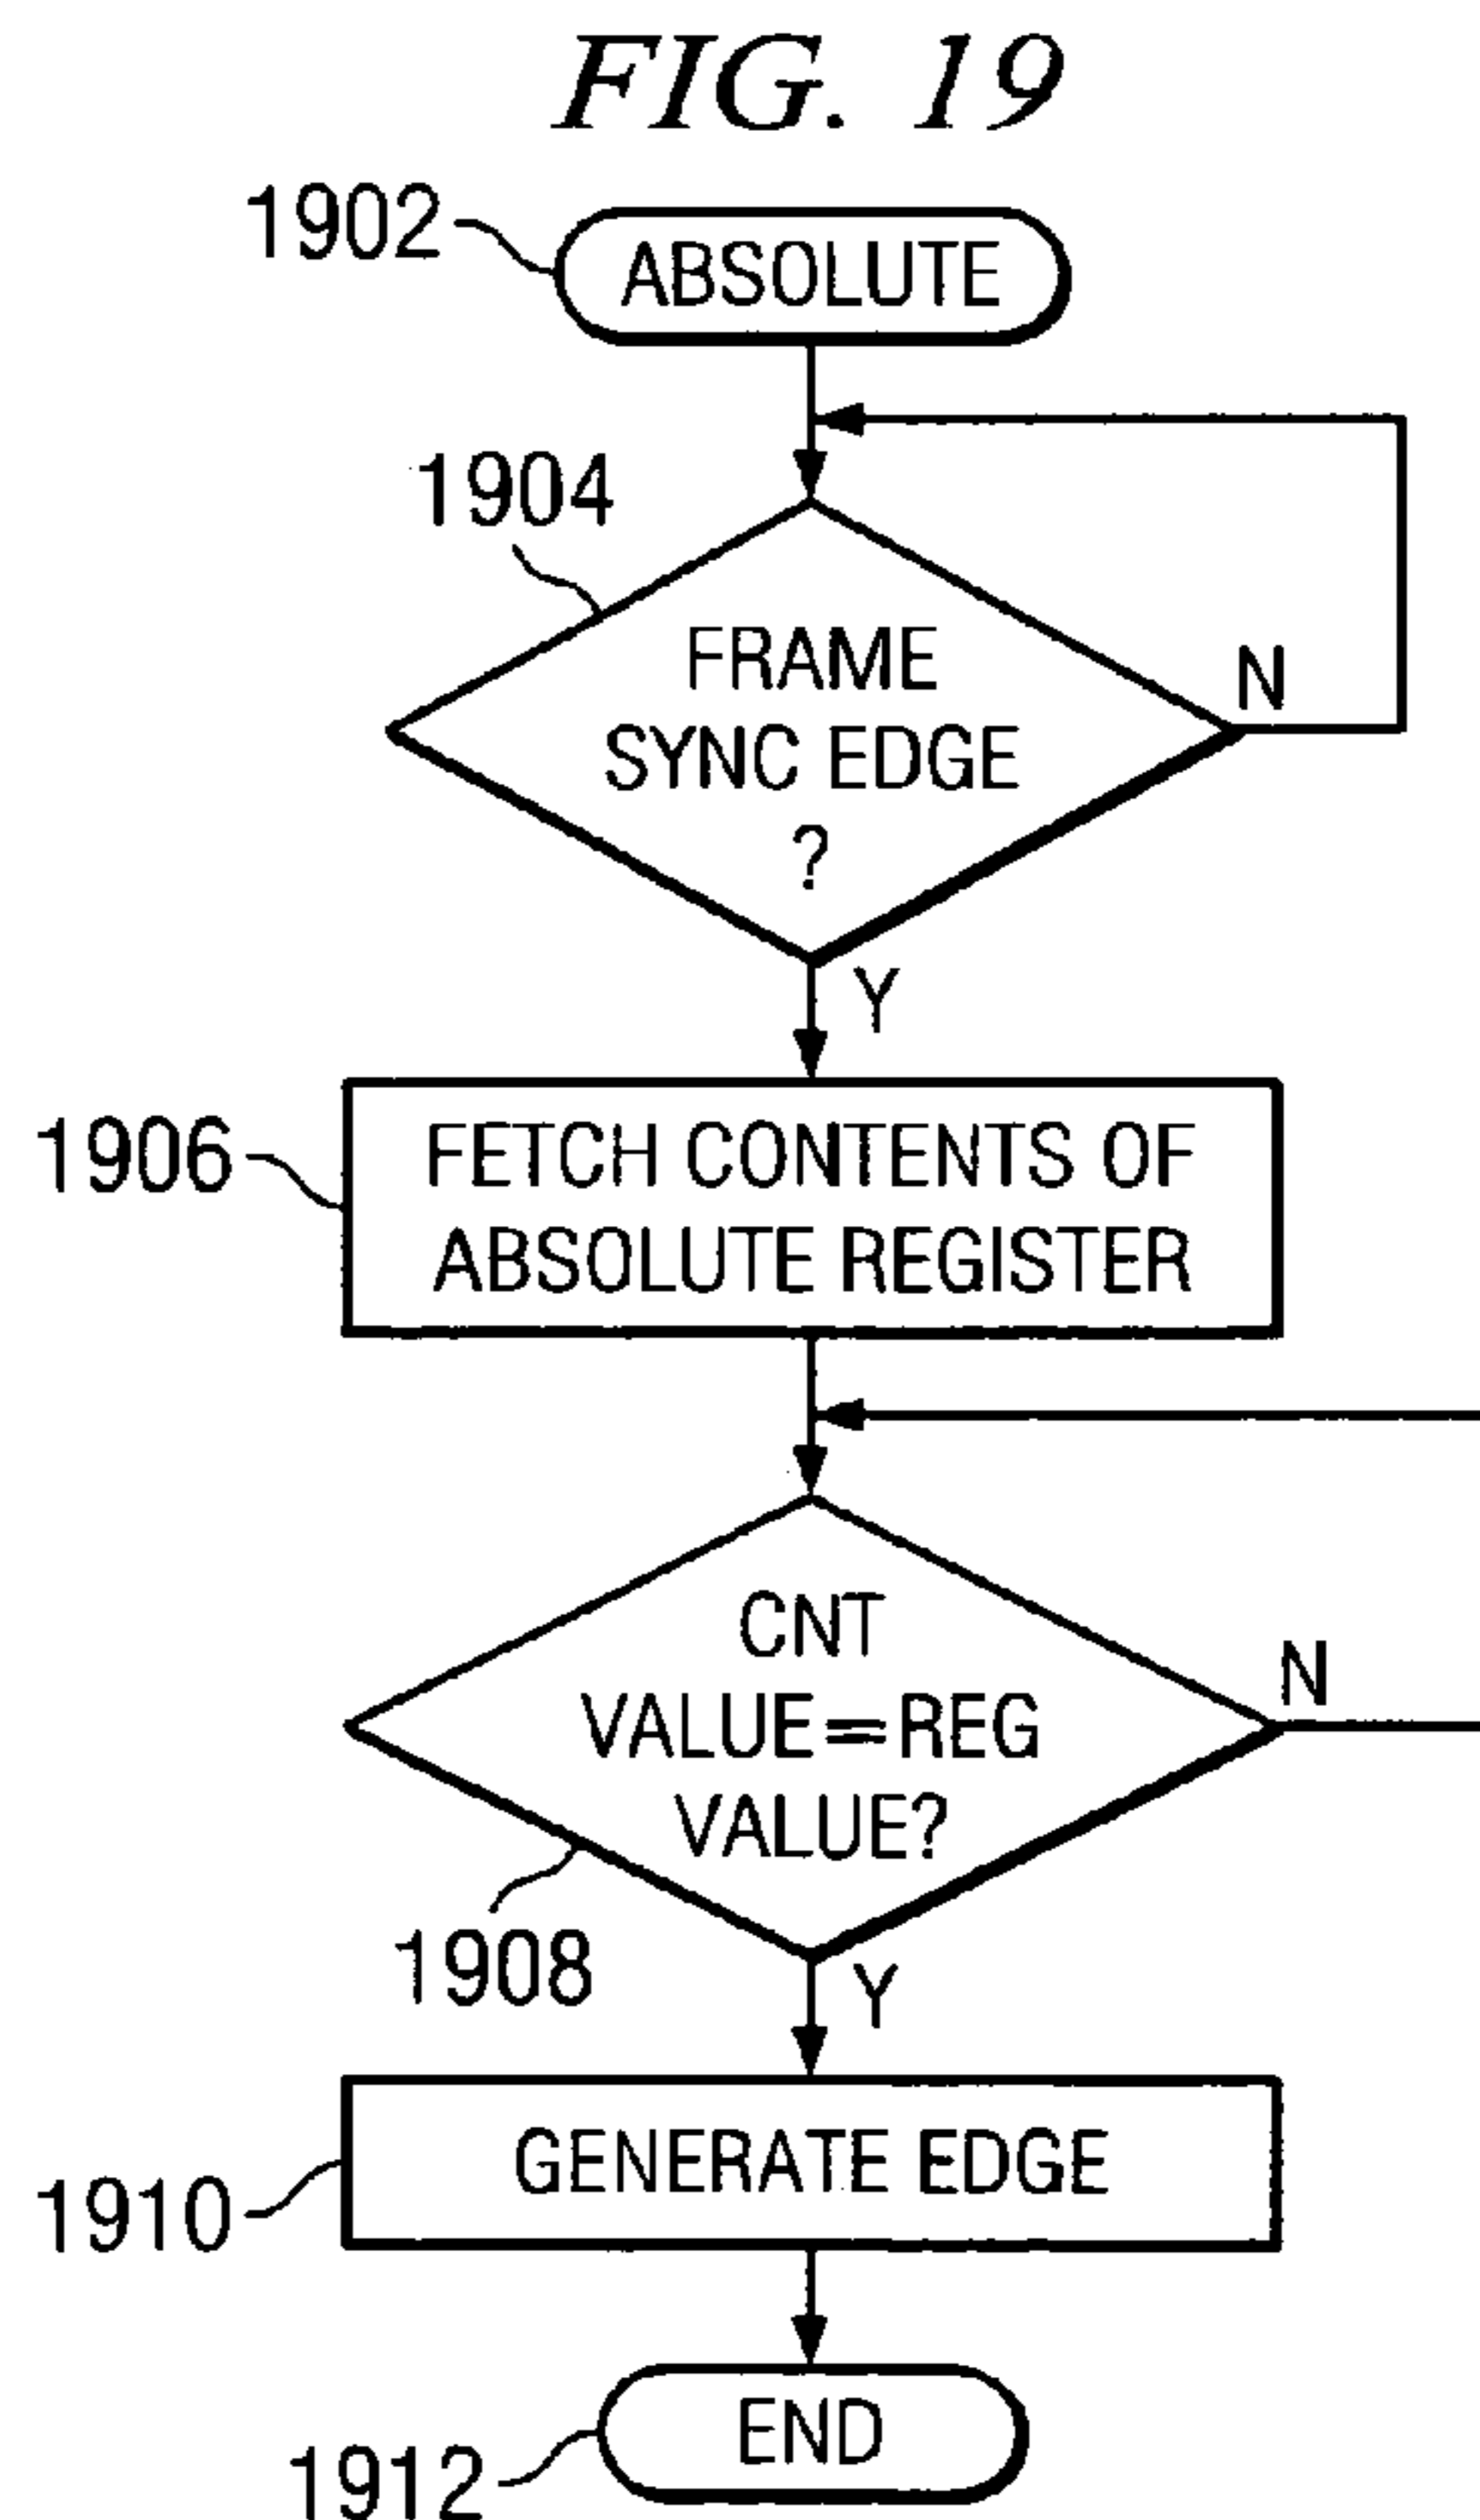 FIG. 19
1902
ABSOLUTE
1904
FRAME
SYNC EDGE
?
N
Y
1906
FETCH CONTENTS OF
ABSOLUTE REGISTER
CNT
VALUE=REG
VALUE?
N
1908
Y
GENERATE EDGE
1910
END
1912